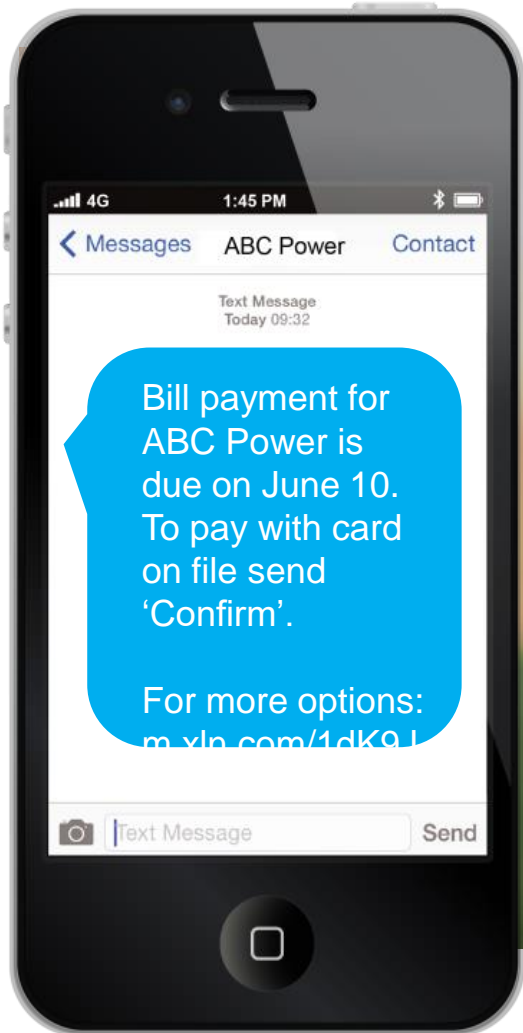 4G 1:45 PM
Messages ABC Power Contact
Text Message
Today 09:32
Bill payment for
ABC Power is
due on June 10.
To pay with card
on file send
‘Confirm’.
For more options:
Text Message Send